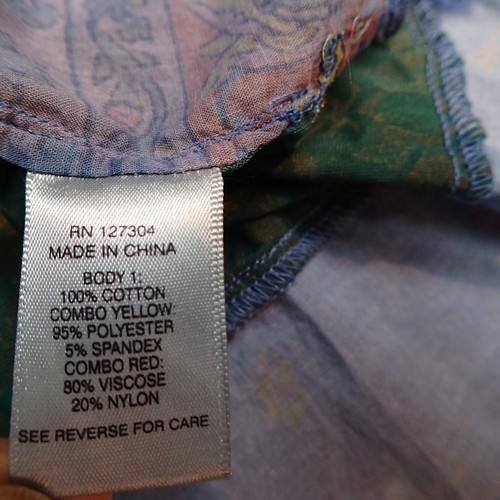 RN 127304
MADE IN CHINA
BODY 1:
100% COTTON
COMBO YELLOW:
95% POLYESTER
5% SPANDEX
COMBO RED:
80% VISCOSE
20% NYLON
SEE REVERSE FOR CARE